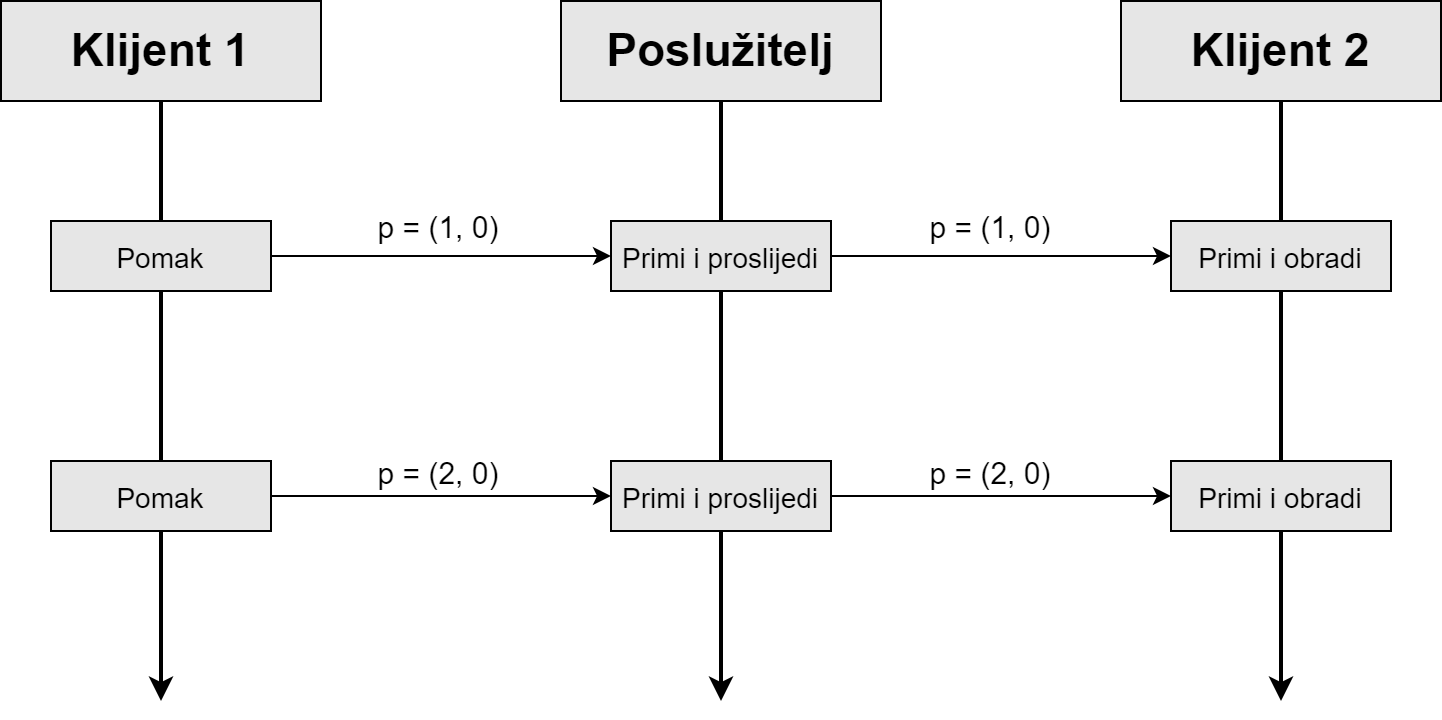 Klijent 1
Poslužitelj
Klijent 2
p = (1, 0)
p = (1, 0)
Pomak
Primi i proslijedi
Primi i obradi
p = (2, 0)
p = (2, 0)
Pomak
Primi i proslijedi
Primi i obradi